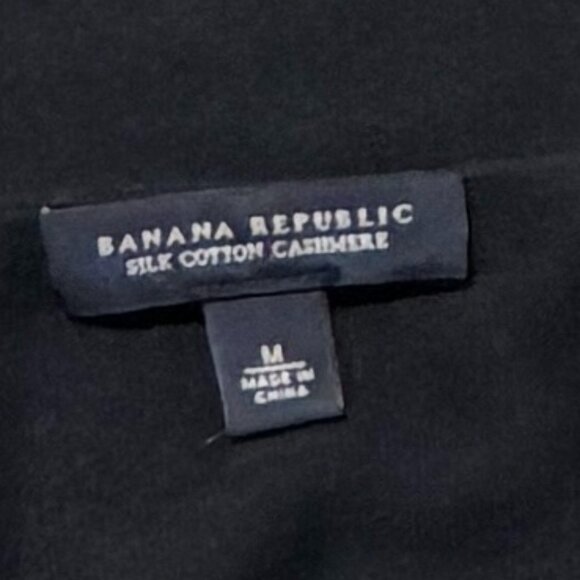 BANANA REPUBLIC
SILK COTTON CASHMERE
M
MADE IN
CHINA